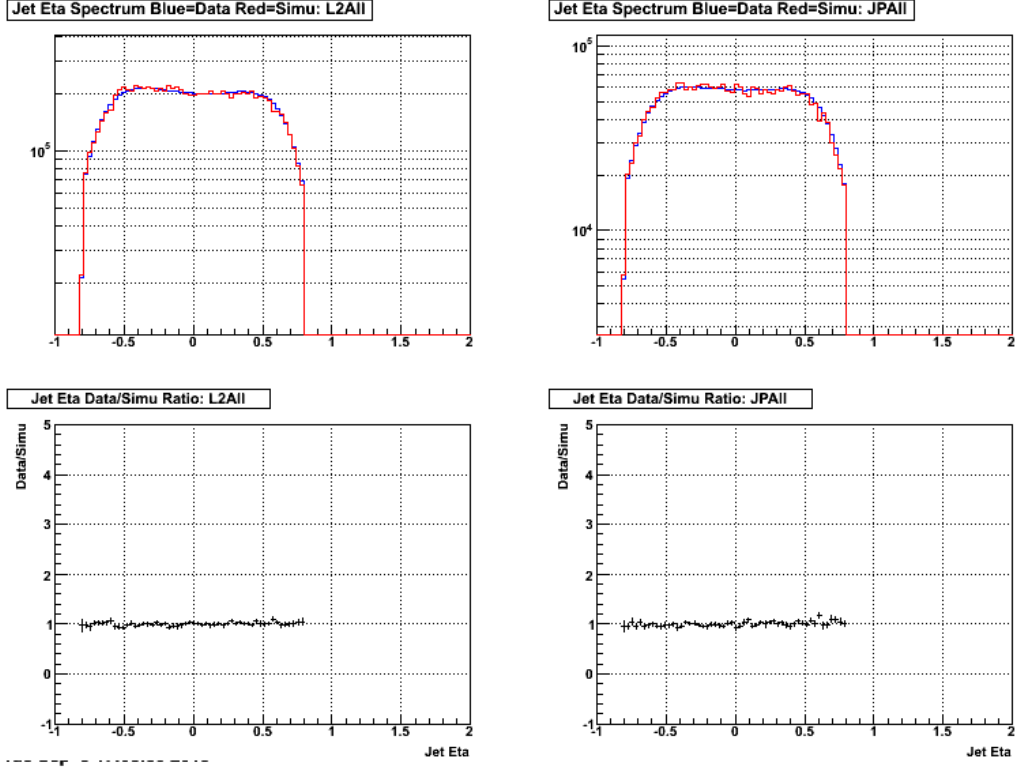 Jet Eta Spectrum Blue=Data Red=Simu: L2All
Jet Eta Spectrum Blue=Data Red=Simu: JPAll
10^5
-1 -0.5 0 0.5 1 1.5 2
10^5
10^4
-1 -0.5 0 0.5 1 1.5 2
Jet Eta Data/Simu Ratio: L2All
Jet Eta Data/Simu Ratio: JPAll
Data/Simu
5
4
3
2
1
0
-1
-1 -0.5 0 0.5 1 1.5 2
Jet Eta
Data/Simu
5
4
3
2
1
0
-1
-1 -0.5 0 0.5 1 1.5 2
Jet Eta